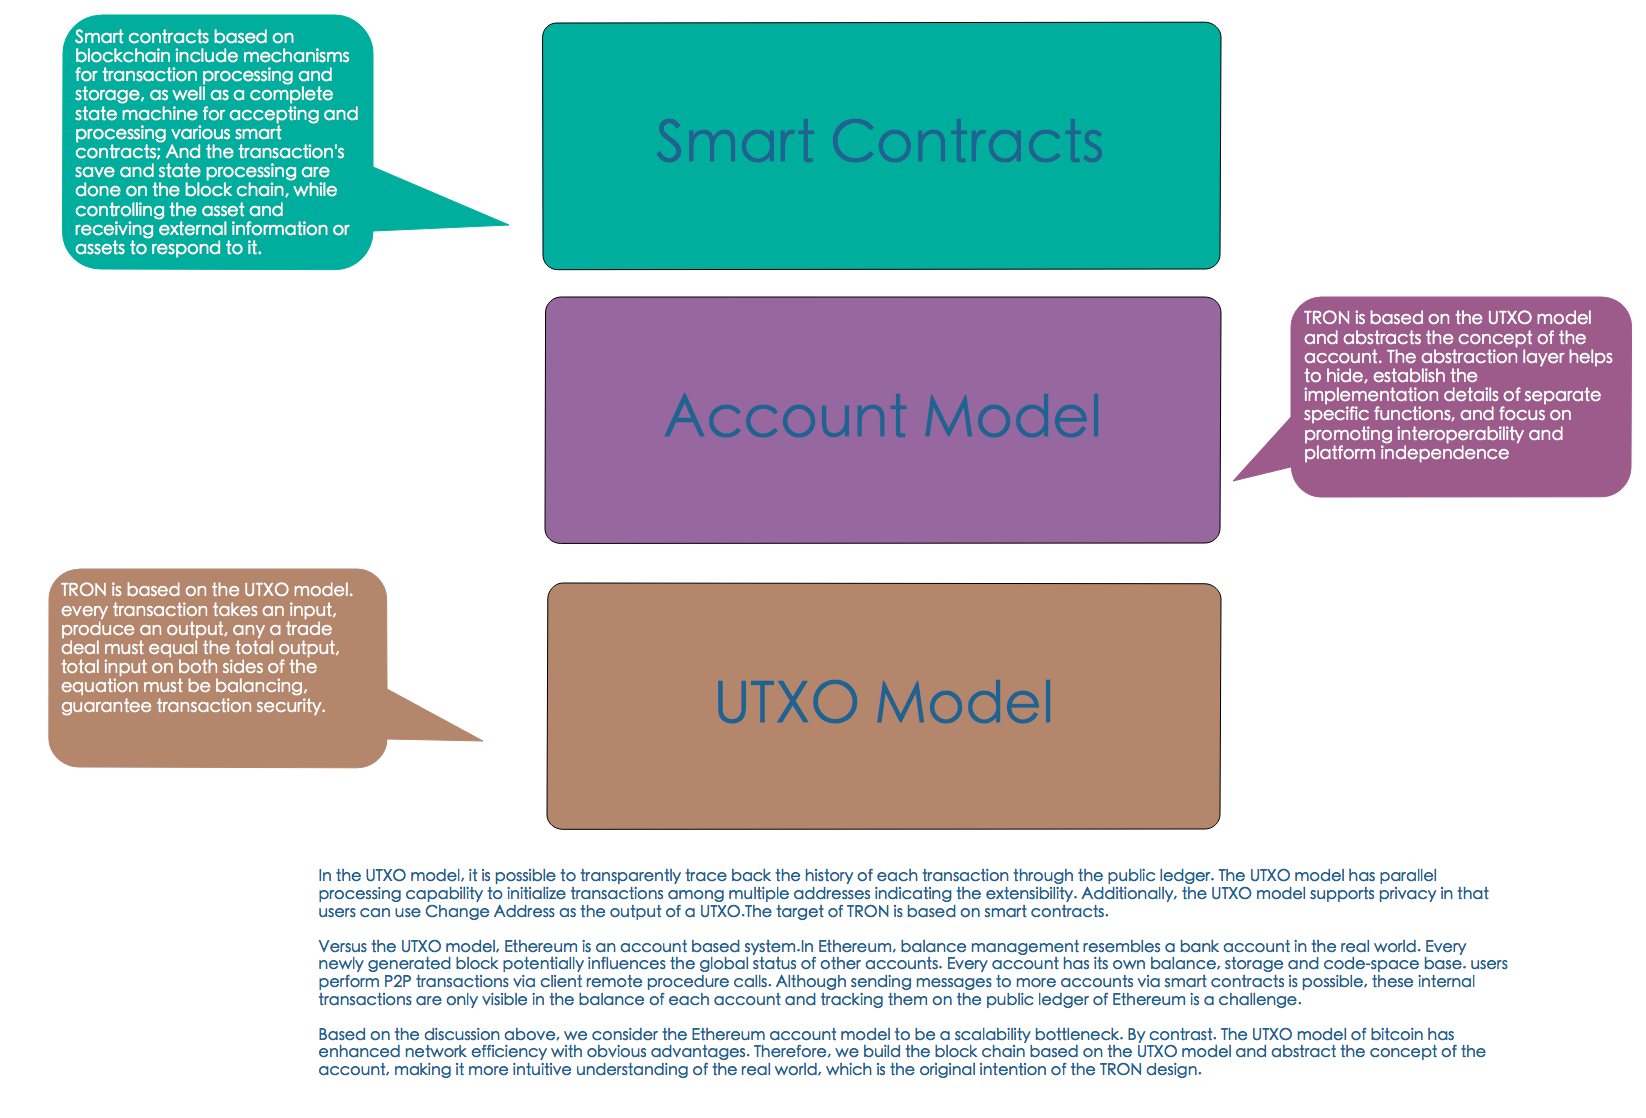 Smart contracts based on
blockchain include mechanisms
for transaction processing and
storage, as well as a complete
state machine for accepting and
processing various smart
contracts; And the transaction's
save and state processing are
done on the block chain, while
controlling the asset and
receiving external information or
assets to respond to it.
Smart Contracts
Account Model
TRON is based on the UTXO model
and abstracts the concept of the
account. The abstraction layer helps
to hide, establish the
implementation details of separate
specific functions, and focus on
promoting interoperability and
platform independence
TRON is based on the UTXO model.
every transaction takes an input,
produce an output, any a trade
deal must equal the total output,
total input on both sides of the
equation must be balancing,
guarantee transaction security.
UTXO Model
In the UTXO model, it is possible to transparently trace back the history of each transaction through the public ledger. The UTXO model has parallel
processing capability to initialize transactions among multiple addresses indicating the extensibility. Additionally, the UTXO model supports privacy in that
users can use Change Address as the output of a UTXO.The target of TRON is based on smart contracts.
Versus the UTXO model, Ethereum is an account based system.In Ethereum, balance management resembles a bank account in the real world. Every
newly generated block potentially influences the global status of other accounts. Every account has its own balance, storage and code-space base. users
perform P2P transactions via client remote procedure calls. Although sending messages to more accounts via smart contracts is possible, these internal
transactions are only visible in the balance of each account and tracking them on the public ledger of Ethereum is a challenge.
Based on the discussion above, we consider the Ethereum account model to be a scalability bottleneck. By contrast. The UTXO model of bitcoin has
enhanced network efficiency with obvious advantages. Therefore, we build the block chain based on the UTXO model and abstract the concept of the
account, making it more intuitive understanding of the real world, which is the original intention of the TRON design.